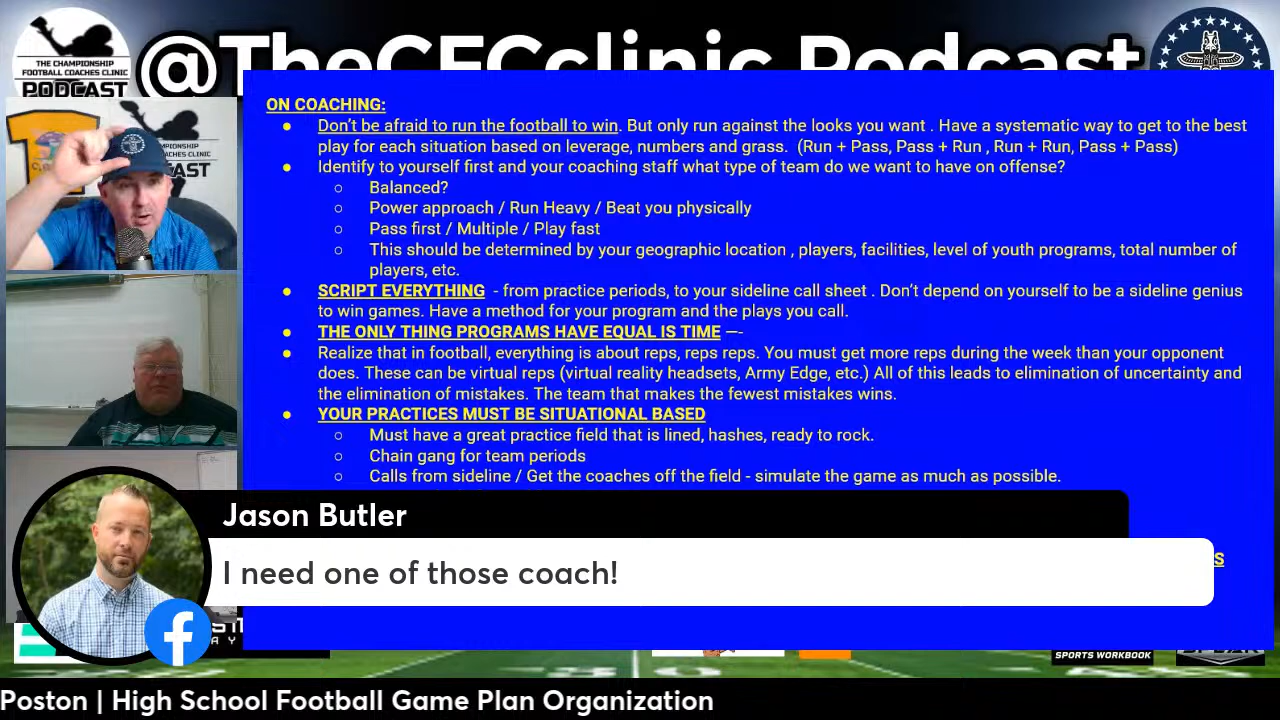 @TheCFCclinic Podcast
THE CHAMPIONSHIP
FOOTBALL COACHES CLINIC
PODCAST
ON COACHING:
● Don't be afraid to run the football to win. But only run against the looks you want . Have a systematic way to get to the best
play for each situation based on leverage, numbers and grass. (Run + Pass, Pass + Run , Run + Run, Pass + Pass)
● Identify to yourself first and your coaching staff what type of team do we want to have on offense?
○ Balanced?
○ Power approach / Run Heavy / Beat you physically
○ Pass first / Multiple / Play fast
○ This should be determined by your geographic location , players, facilities, level of youth programs, total number of
players, etc.
● SCRIPT EVERYTHING - from practice periods, to your sideline call sheet . Don't depend on yourself to be a sideline genius
to win games. Have a method for your program and the plays you call.
● THE ONLY THING PROGRAMS HAVE EQUAL IS TIME —-
● Realize that in football, everything is about reps, reps reps. You must get more reps during the week than your opponent
does. These can be virtual reps (virtual reality headsets, Army Edge, etc.) All of this leads to elimination of uncertainty and
the elimination of mistakes. The team that makes the fewest mistakes wins.
● YOUR PRACTICES MUST BE SITUATIONAL BASED
○ Must have a great practice field that is lined, hashes, ready to rock.
○ Chain gang for team periods
○ Calls from sideline / Get the coaches off the field - simulate the game as much as possible.
Jason Butler
I need one of those coach!
S
SPORTS WORKBOOK
Poston | High School Football Game Plan Organization